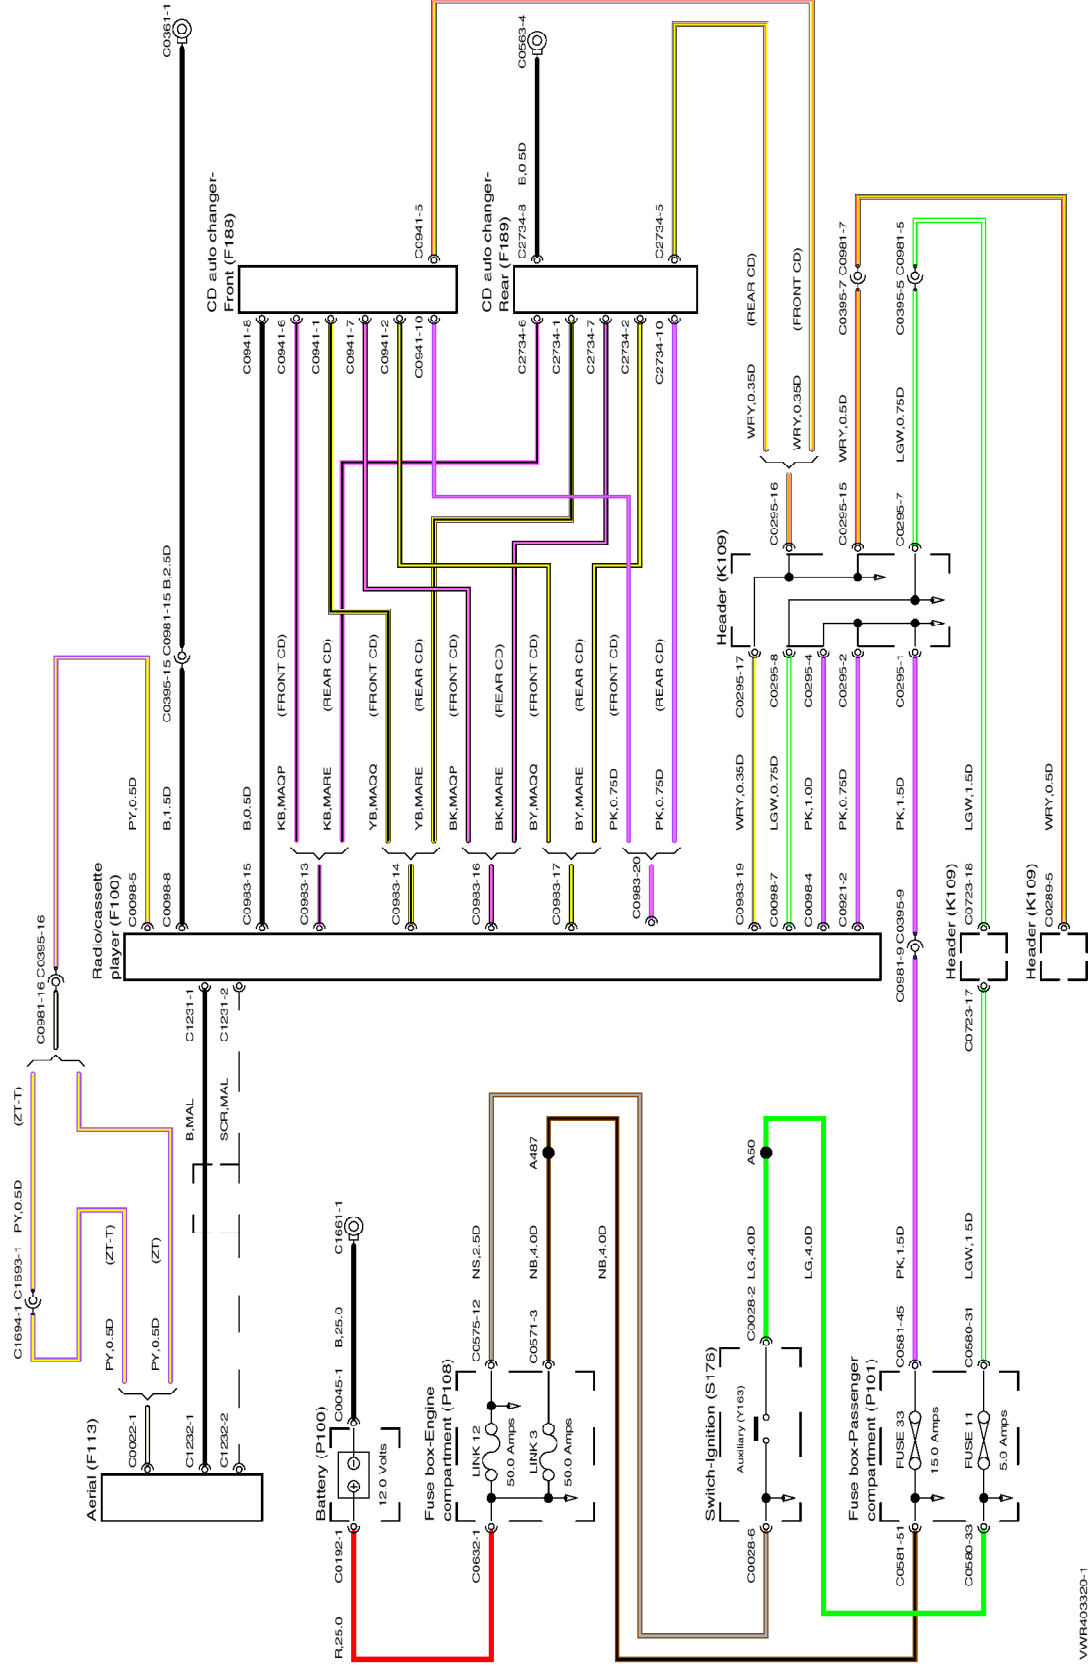 C0361-1
C0563-4
CD auto changer-
Front (F188)
CD auto changer-
Rear (F189)
C0941-5
C2734-8
B,0.5D
C2734-5
(REAR CD)
(FRONT CD)
WRY,0.35D
WRY,0.35D
C0395-7
C0981-7
C0395-5
C0981-5
WRY,0.5D
LGW,0.75D
C0941-8
C0941-6
C0941-1
C0941-7
C0941-2
C0941-10
C2734-6
C2734-1
C2734-7
C2734-2
C2734-10
C0295-16
C0295-15
C0295-7
Header (K109)
C0395-15
C0981-15
B,2.5D
C0295-17
C0295-8
C0295-4
C0295-2
C0295-1
(FRONT CD)
(REAR CD)
(FRONT CD)
(REAR CD)
(FRONT CD)
(REAR CD)
(FRONT CD)
(REAR CD)
(FRONT CD)
(REAR CD)
PY,0.5D
B,1.5D
B,0.5D
KB,MAQP
KB,MARE
YB,MAQQ
YB,MARE
BK,MAQP
BK,MARE
BY,MAQQ
BY,MARE
PK,0.75D
PK,0.75D
WRY,0.35D
LGW,0.75D
PK,1.0D
PK,0.75D
PK,1.5D
LGW,1.5D
WRY,0.5D
Radio/cassette
player (F100)
C0098-5
C0098-8
C0983-15
C0983-13
C0983-14
C0983-16
C0983-17
C0983-20
C0983-19
C0098-7
C0098-4
C0921-2
C0981-9
C0395-9
Header (K109)
C0723-18
Header (K109)
C0289-5
C0981-16
C0395-16
C1231-1
C1231-2
C0723-17
(ZT-T)
PY,0.5D
B,MAL
SCR,MAL
C1694-1
C1693-1
(ZT-T)
(ZT)
PY,0.5D
PY,0.5D
A487
A50
C1661-1
B,25.0
C0045-1
NS,2.5D
NB,4.0D
NB,4.0D
LG,4.0D
LG,4.0D
PK,1.5D
LGW,1.5D
C0575-12
C0571-3
C0028-2
C0581-45
C0580-31
Aerial (F113)
C0022-1
C1232-1
C1232-2
Battery (P100)
12.0 Volts
Fuse box-Engine
compartment (P108)
LINK 12
50.0 Amps
LINK 3
50.0 Amps
Switch-Ignition (S176)
Auxiliary (Y163)
Fuse box-Passenger
compartment (P101)
FUSE 33
15.0 Amps
FUSE 11
5.0 Amps
C0192-1
R,25.0
C0632-1
C0028-6
C0581-51
C0580-33
VWR403320-1